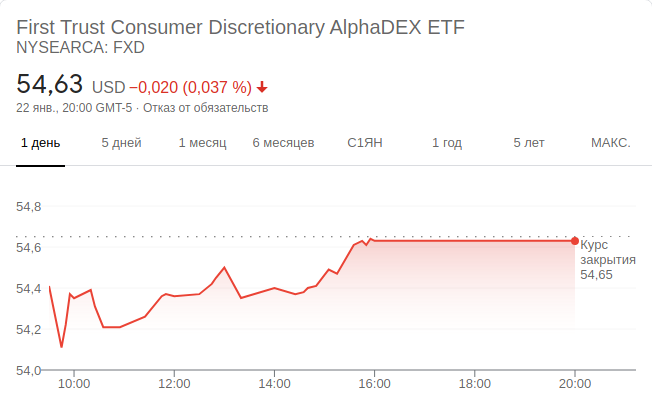 First Trust Consumer Discretionary AlphaDEX ETF
NYSEARCA: FXD
54,63 USD −0,020 (0,037 %)
22 янв., 20:00 GMT-5 · Отказ от обязательств
1 день 5 дней 1 месяц 6 месяцев С1ЯН 1 год 5 лет МАКС.
54,8
54,6
54,4
54,2
54,0
Курс
закрытия
54,65
10:00 12:00 14:00 16:00 18:00 20:00